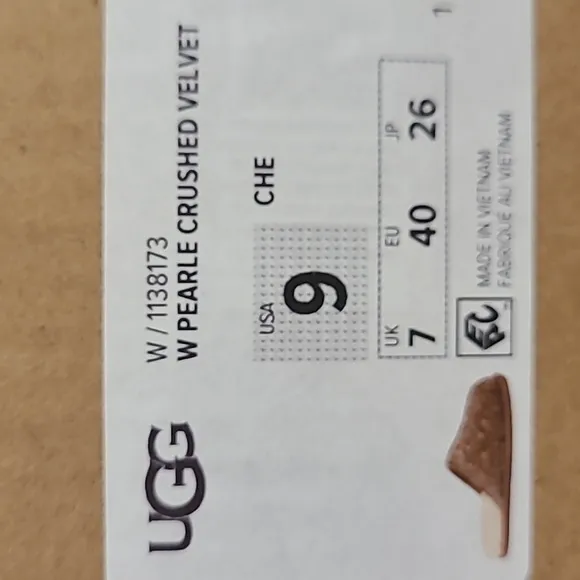 UGG
W / 1138173
W PEARLE CRUSHED VELVET
USA
9
CHE
UK EU JP
7 40 26
MADE IN VIETNAM
FABRIQUÉ AU VIETNAM
1